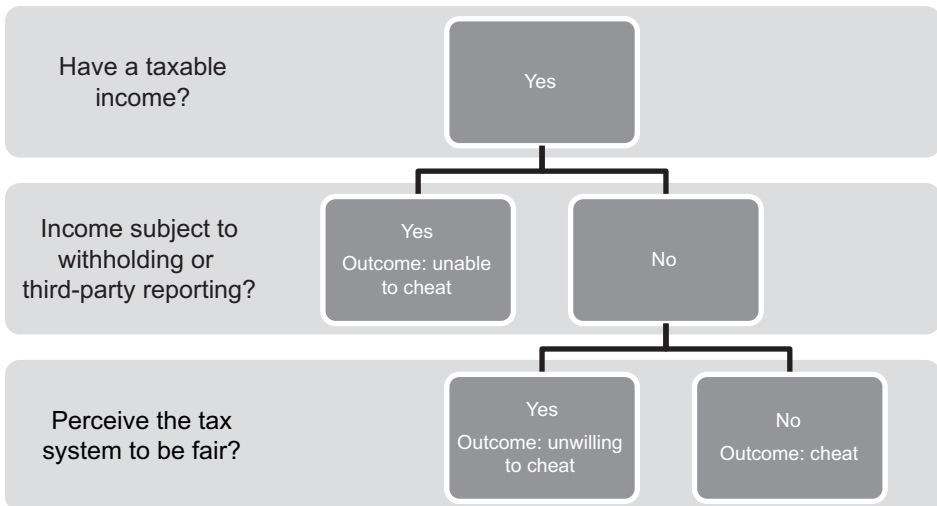 Have a taxable
income?
Yes
Income subject to
withholding or
third-party reporting?
Yes
Outcome: unable
to cheat
No
Perceive the tax
system to be fair?
Yes
Outcome: unwilling
to cheat
No
Outcome: cheat